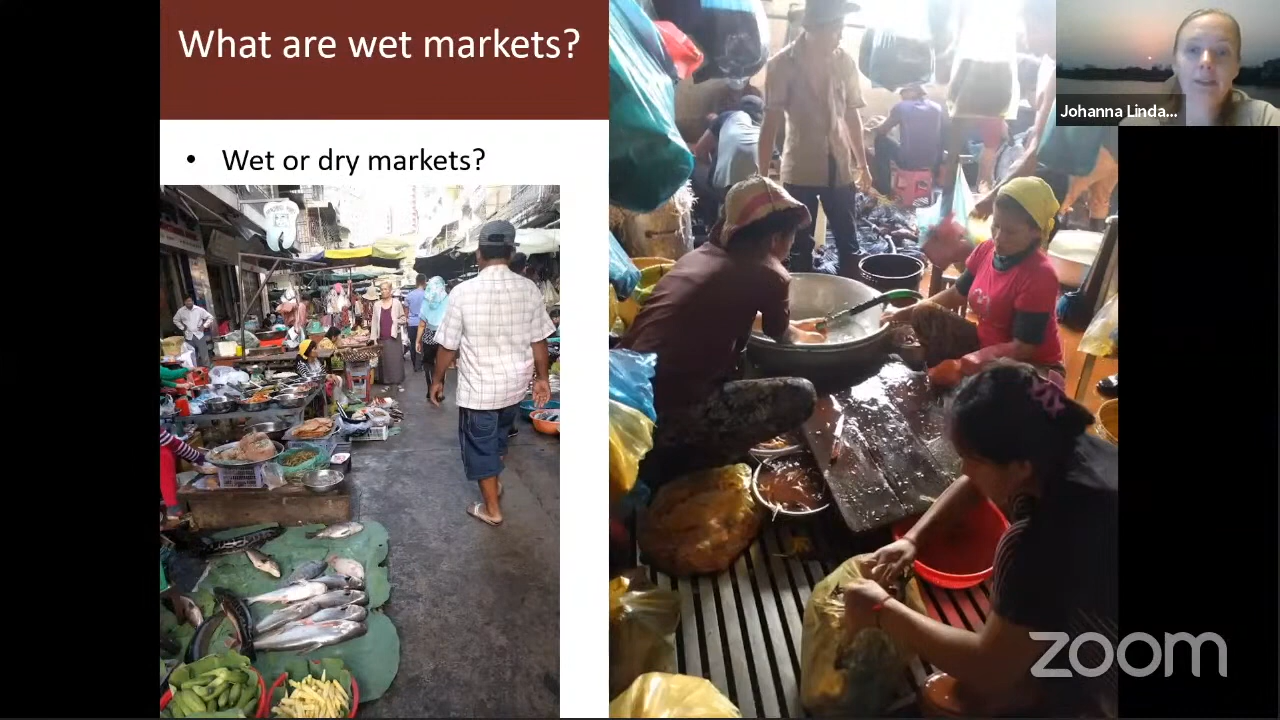 What are wet markets?
• Wet or dry markets?
Johanna Linda...
zoom